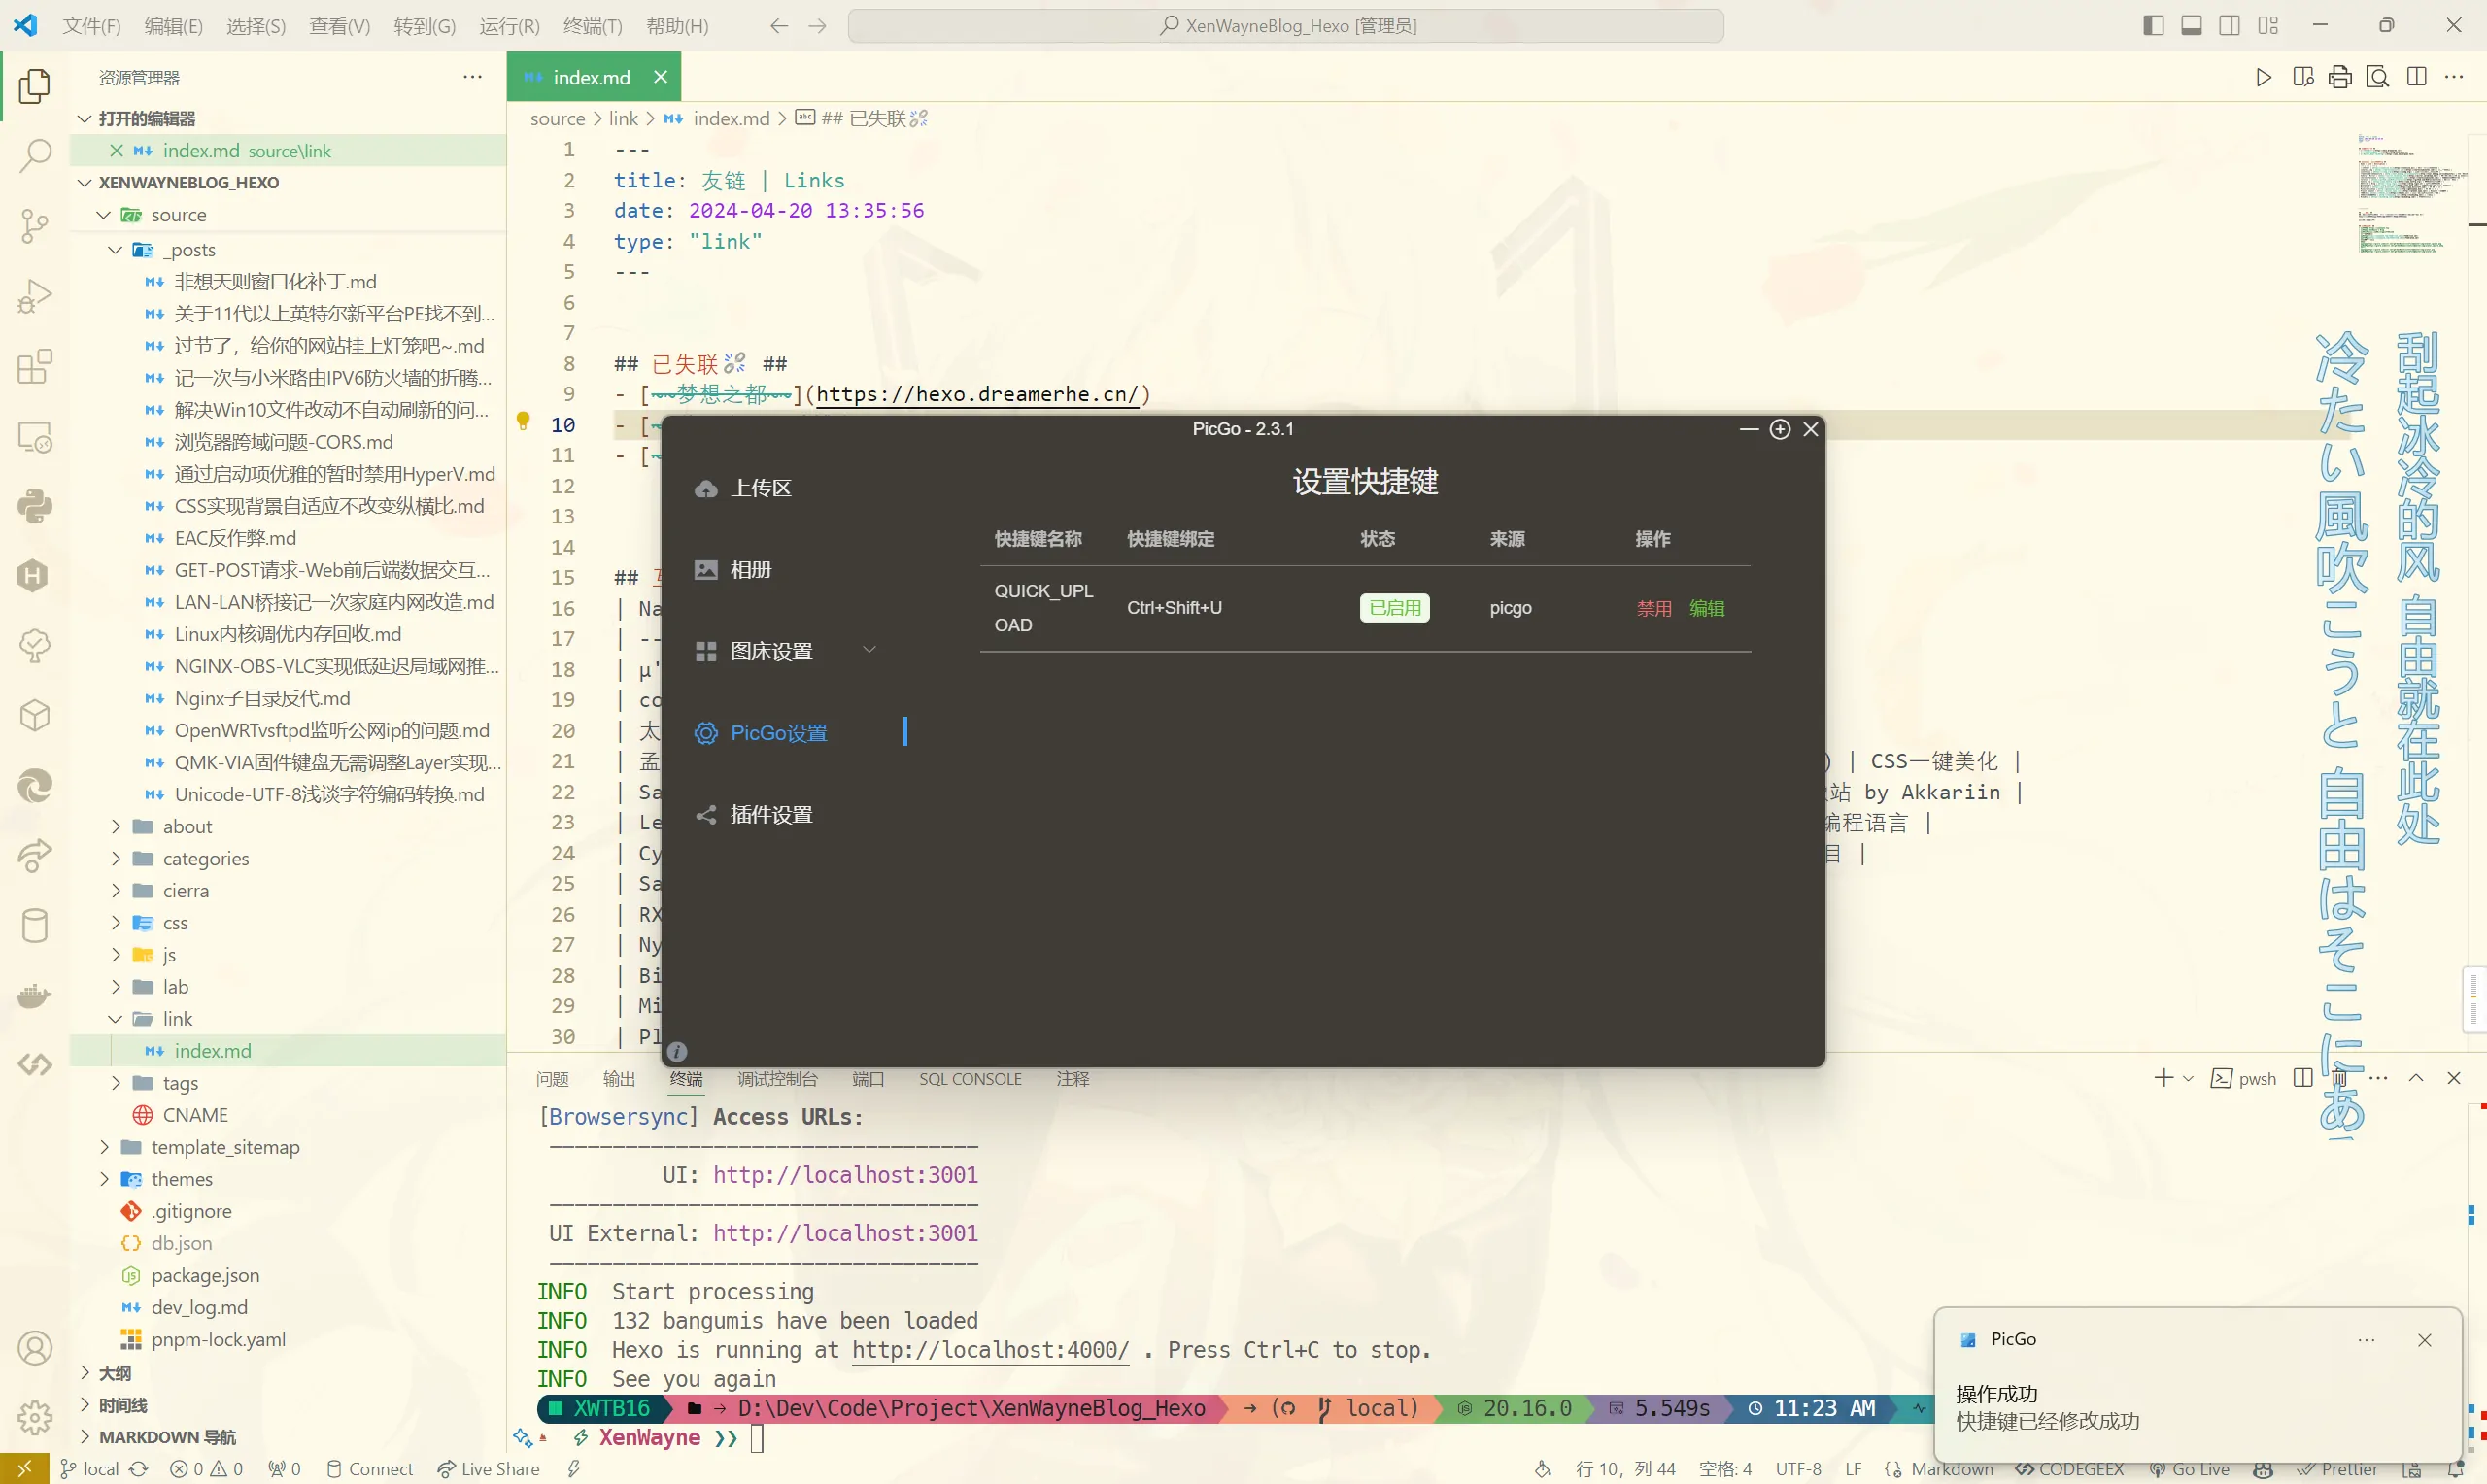 文件(F) 编辑(E) 选择(S) 查看(V) 转到(G) 运行(R) 终端(T) 帮助(H)
XenWayneBlog_Hexo [管理员]
资源管理器
打开的编辑器
index.md source\link
XENWAYNEBLOG_HEXO
source
_posts
非想天则窗口化补丁.md
关于11代以上英特尔新平台PE找不到...
过节了，给你的网站挂上灯笼吧~.md
记一次与小米路由IPV6防火墙的折腾...
解决Win10文件改动不自动刷新的问...
浏览器跨域问题-CORS.md
通过启动项优雅的暂时禁用HyperV.md
CSS实现背景自适应不改变纵横比.md
EAC反作弊.md
GET-POST请求-Web前后端数据交互...
LAN-LAN桥接记一次家庭内网改造.md
Linux内核调优内存回收.md
NGINX-OBS-VLC实现低延迟局域网推...
Nginx子目录反代.md
OpenWRTvsftpd监听公网ip的问题.md
QMK-VIA固件键盘无需调整Layer实现...
Unicode-UTF-8浅谈字符编码转换.md
about
categories
cierra
css
js
lab
link
index.md
tags
CNAME
template_sitemap
themes
.gitignore
db.json
package.json
dev_log.md
pnpm-lock.yaml
大纲
时间线
MARKDOWN 导航
index.md
source > link > index.md > ## 已失联
1 ---
2 title: 友链 | Links
3 date: 2024-04-20 13:35:56
4 type: "link"
5 ---
6
7
8 ## 已失联 ##
9 - [~~梦想之都~~](https://hexo.dreamerhe.cn/)
10 - [~
11 - [~
12
13
14
15 ##
16 | Na
17 | --
18 | μ'
19 | co
20 | 太
21 | 孟 ) | CSS一键美化 |
22 | Sa 站 by Akkariin |
23 | Le 编程语言 |
24 | Cy 目 |
25 | Sa
26 | RX
27 | Ny
28 | Bi
29 | Mi
30 | Pl
PicGo - 2.3.1
上传区
相册
图床设置
PicGo设置
插件设置
设置快捷键
快捷键名称 快捷键绑定 状态 来源 操作
QUICK_UPL
OAD
Ctrl+Shift+U 已启用 picgo 禁用 编辑
刮起冰冷的风 自由就在此处
冷たい風吹こうと 自由はそこにあ
问题 输出 终端 调试控制台 端口 SQL CONSOLE 注释
pwsh
[Browsersync] Access URLs:
----------------------------------
UI: http://localhost:3001
----------------------------------
UI External: http://localhost:3001
----------------------------------
INFO Start processing
INFO 132 bangumis have been loaded
INFO Hexo is running at http://localhost:4000/ . Press Ctrl+C to stop.
INFO See you again
XWTB16 → D:\Dev\Code\Project\XenWayneBlog_Hexo → ( local) 20.16.0 5.549s 11:23 AM
XenWayne ❯❯
PicGo
操作成功
快捷键已经修改成功
local 0 0 0 Connect Live Share
行 10，列 44 空格: 4 UTF-8 LF Markdown CODEGEEX Go Live Prettier